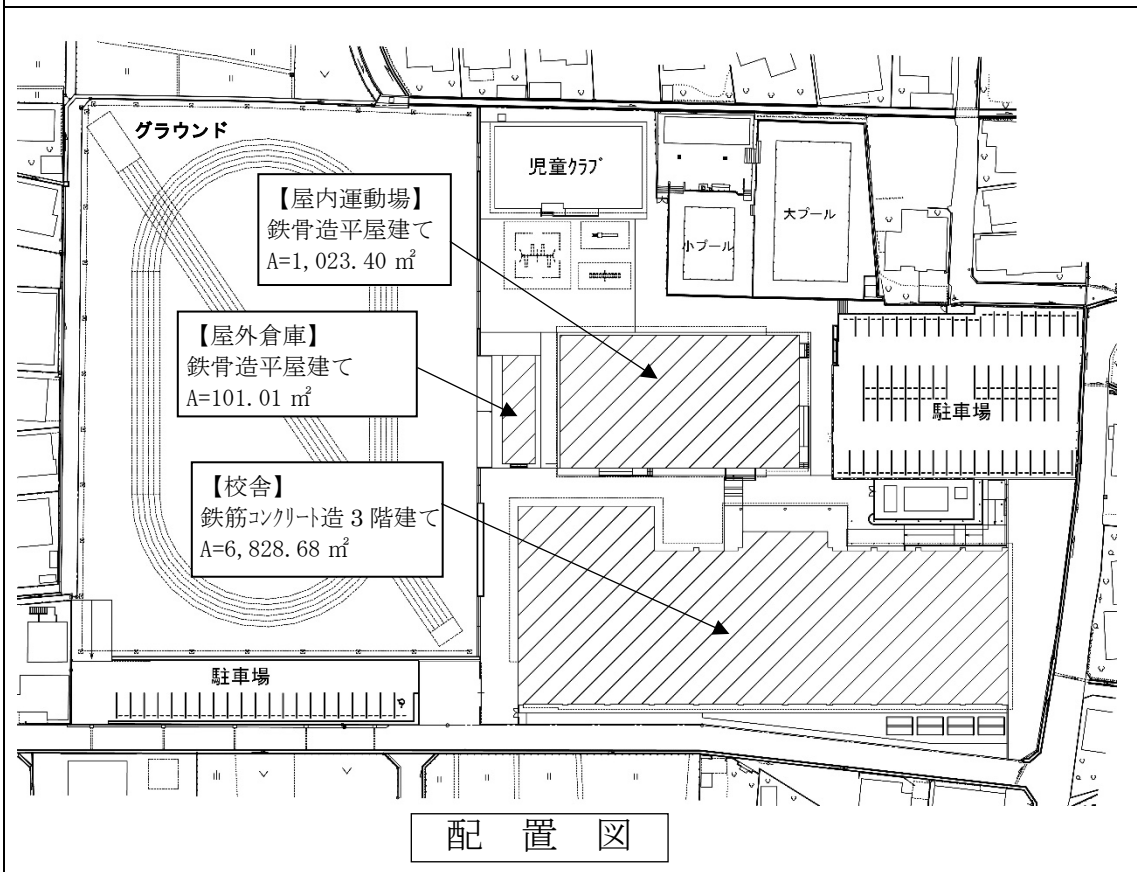 グラウンド
児童クラブ
【屋内運動場】
鉄骨造平屋建て
A=1,023.40 ㎡
大プール
小プール
【屋外倉庫】
鉄骨造平屋建て
A=101.01 ㎡
駐車場
【校舎】
鉄筋コンクリート造 3 階建て
A=6,828.68 ㎡
駐車場
配 置 図